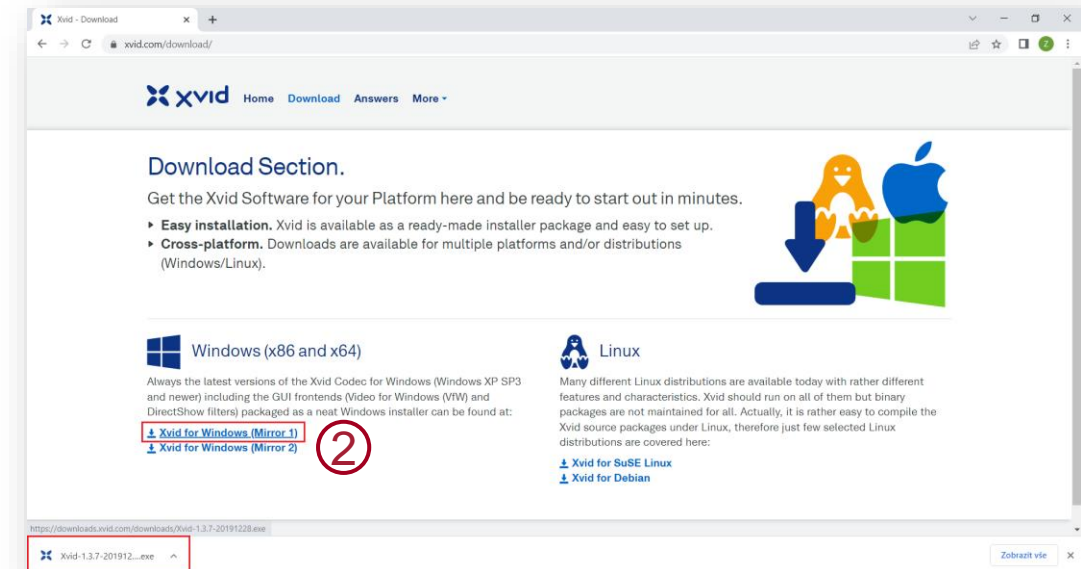 Xvid - Download
xvid.com/download/
Z
xvid Home Download Answers More
Download Section.
Get the Xvid Software for your Platform here and be ready to start out in minutes.
Easy installation. Xvid is available as a ready-made installer package and easy to set up.
Cross-platform. Downloads are available for multiple platforms and/or distributions
(Windows/Linux).
Windows (x86 and x64)
Always the latest versions of the Xvid Codec for Windows (Windows XP SP3
and newer) including the GUI frontends (Video for Windows (VfW) and
DirectShow filters) packaged as a neat Windows installer can be found at:
Xvid for Windows (Mirror 1)
Xvid for Windows (Mirror 2)
2
Linux
Many different Linux distributions are available today with rather different
features and characteristics. Xvid should run on all of them but binary
packages are not maintained for all. Actually, it is rather easy to compile the
Xvid source packages under Linux, therefore just few selected Linux
distributions are covered here:
Xvid for SuSE Linux
Xvid for Debian
https://downloads.xvid.com/downloads/Xvid-1.3.7-20191228.exe
Xvid-1.3.7-201912....exe
Zobrazit vše